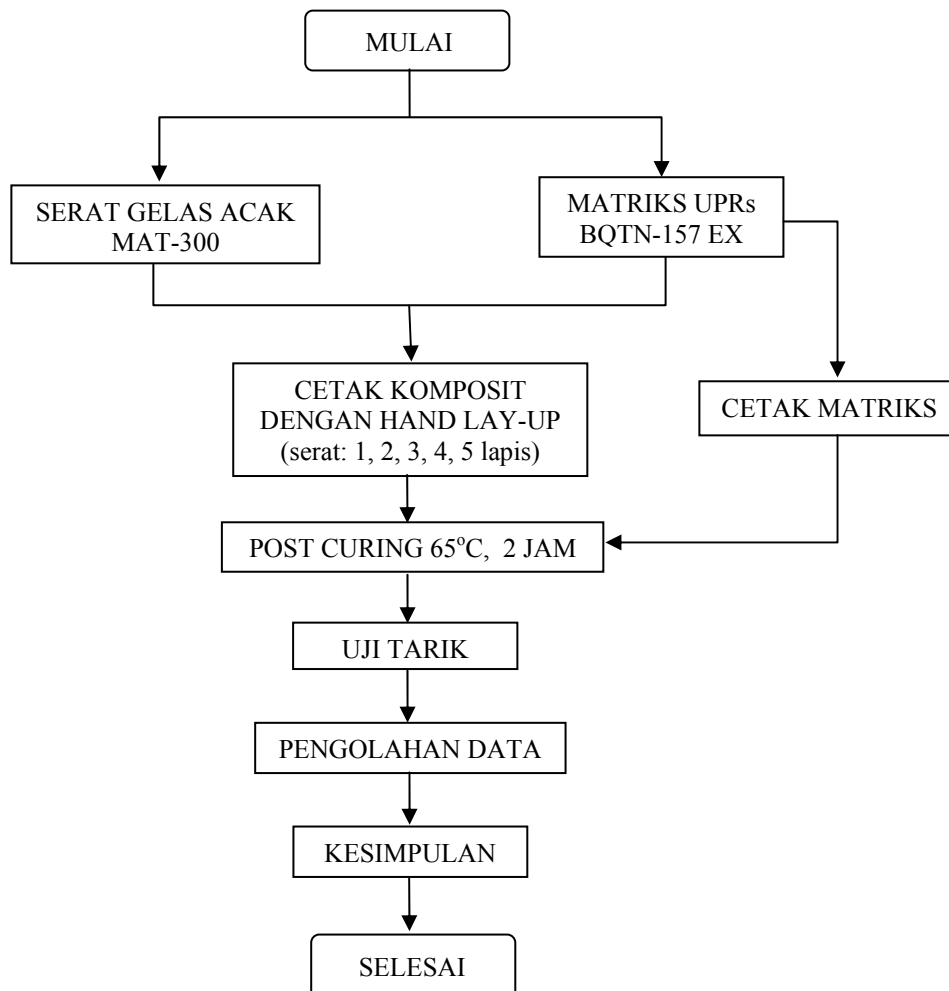 MULAI
SERAT GELAS ACAK
MAT-300
MATRIKS UPRs
BQTN-157 EX
CETAK KOMPOSIT
DENGAN HAND LAY-UP
(serat: 1, 2, 3, 4, 5 lapis)
CETAK MATRIKS
POST CURING 65°C, 2 JAM
UJI TARIK
PENGOLAHAN DATA
KESIMPULAN
SELESAI